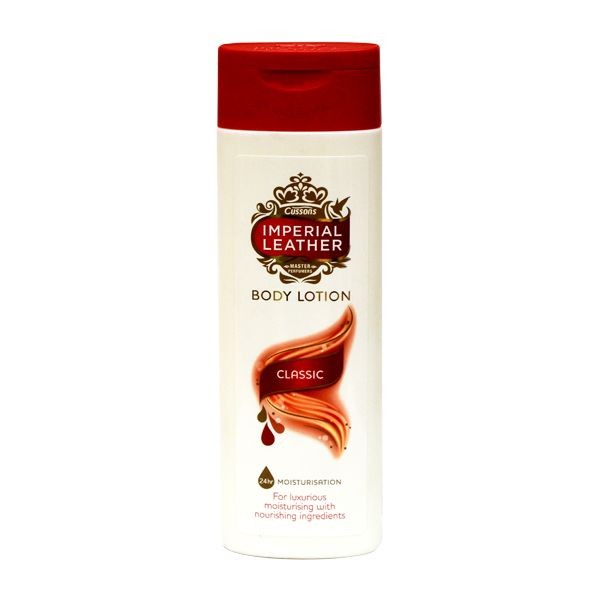 Cussons
IMPERIAL
LEATHER
MASTER
PERFUMERS
BODY LOTION
CLASSIC
24hr MOISTURISATION
For luxurious
moisturising with
nourishing ingredients